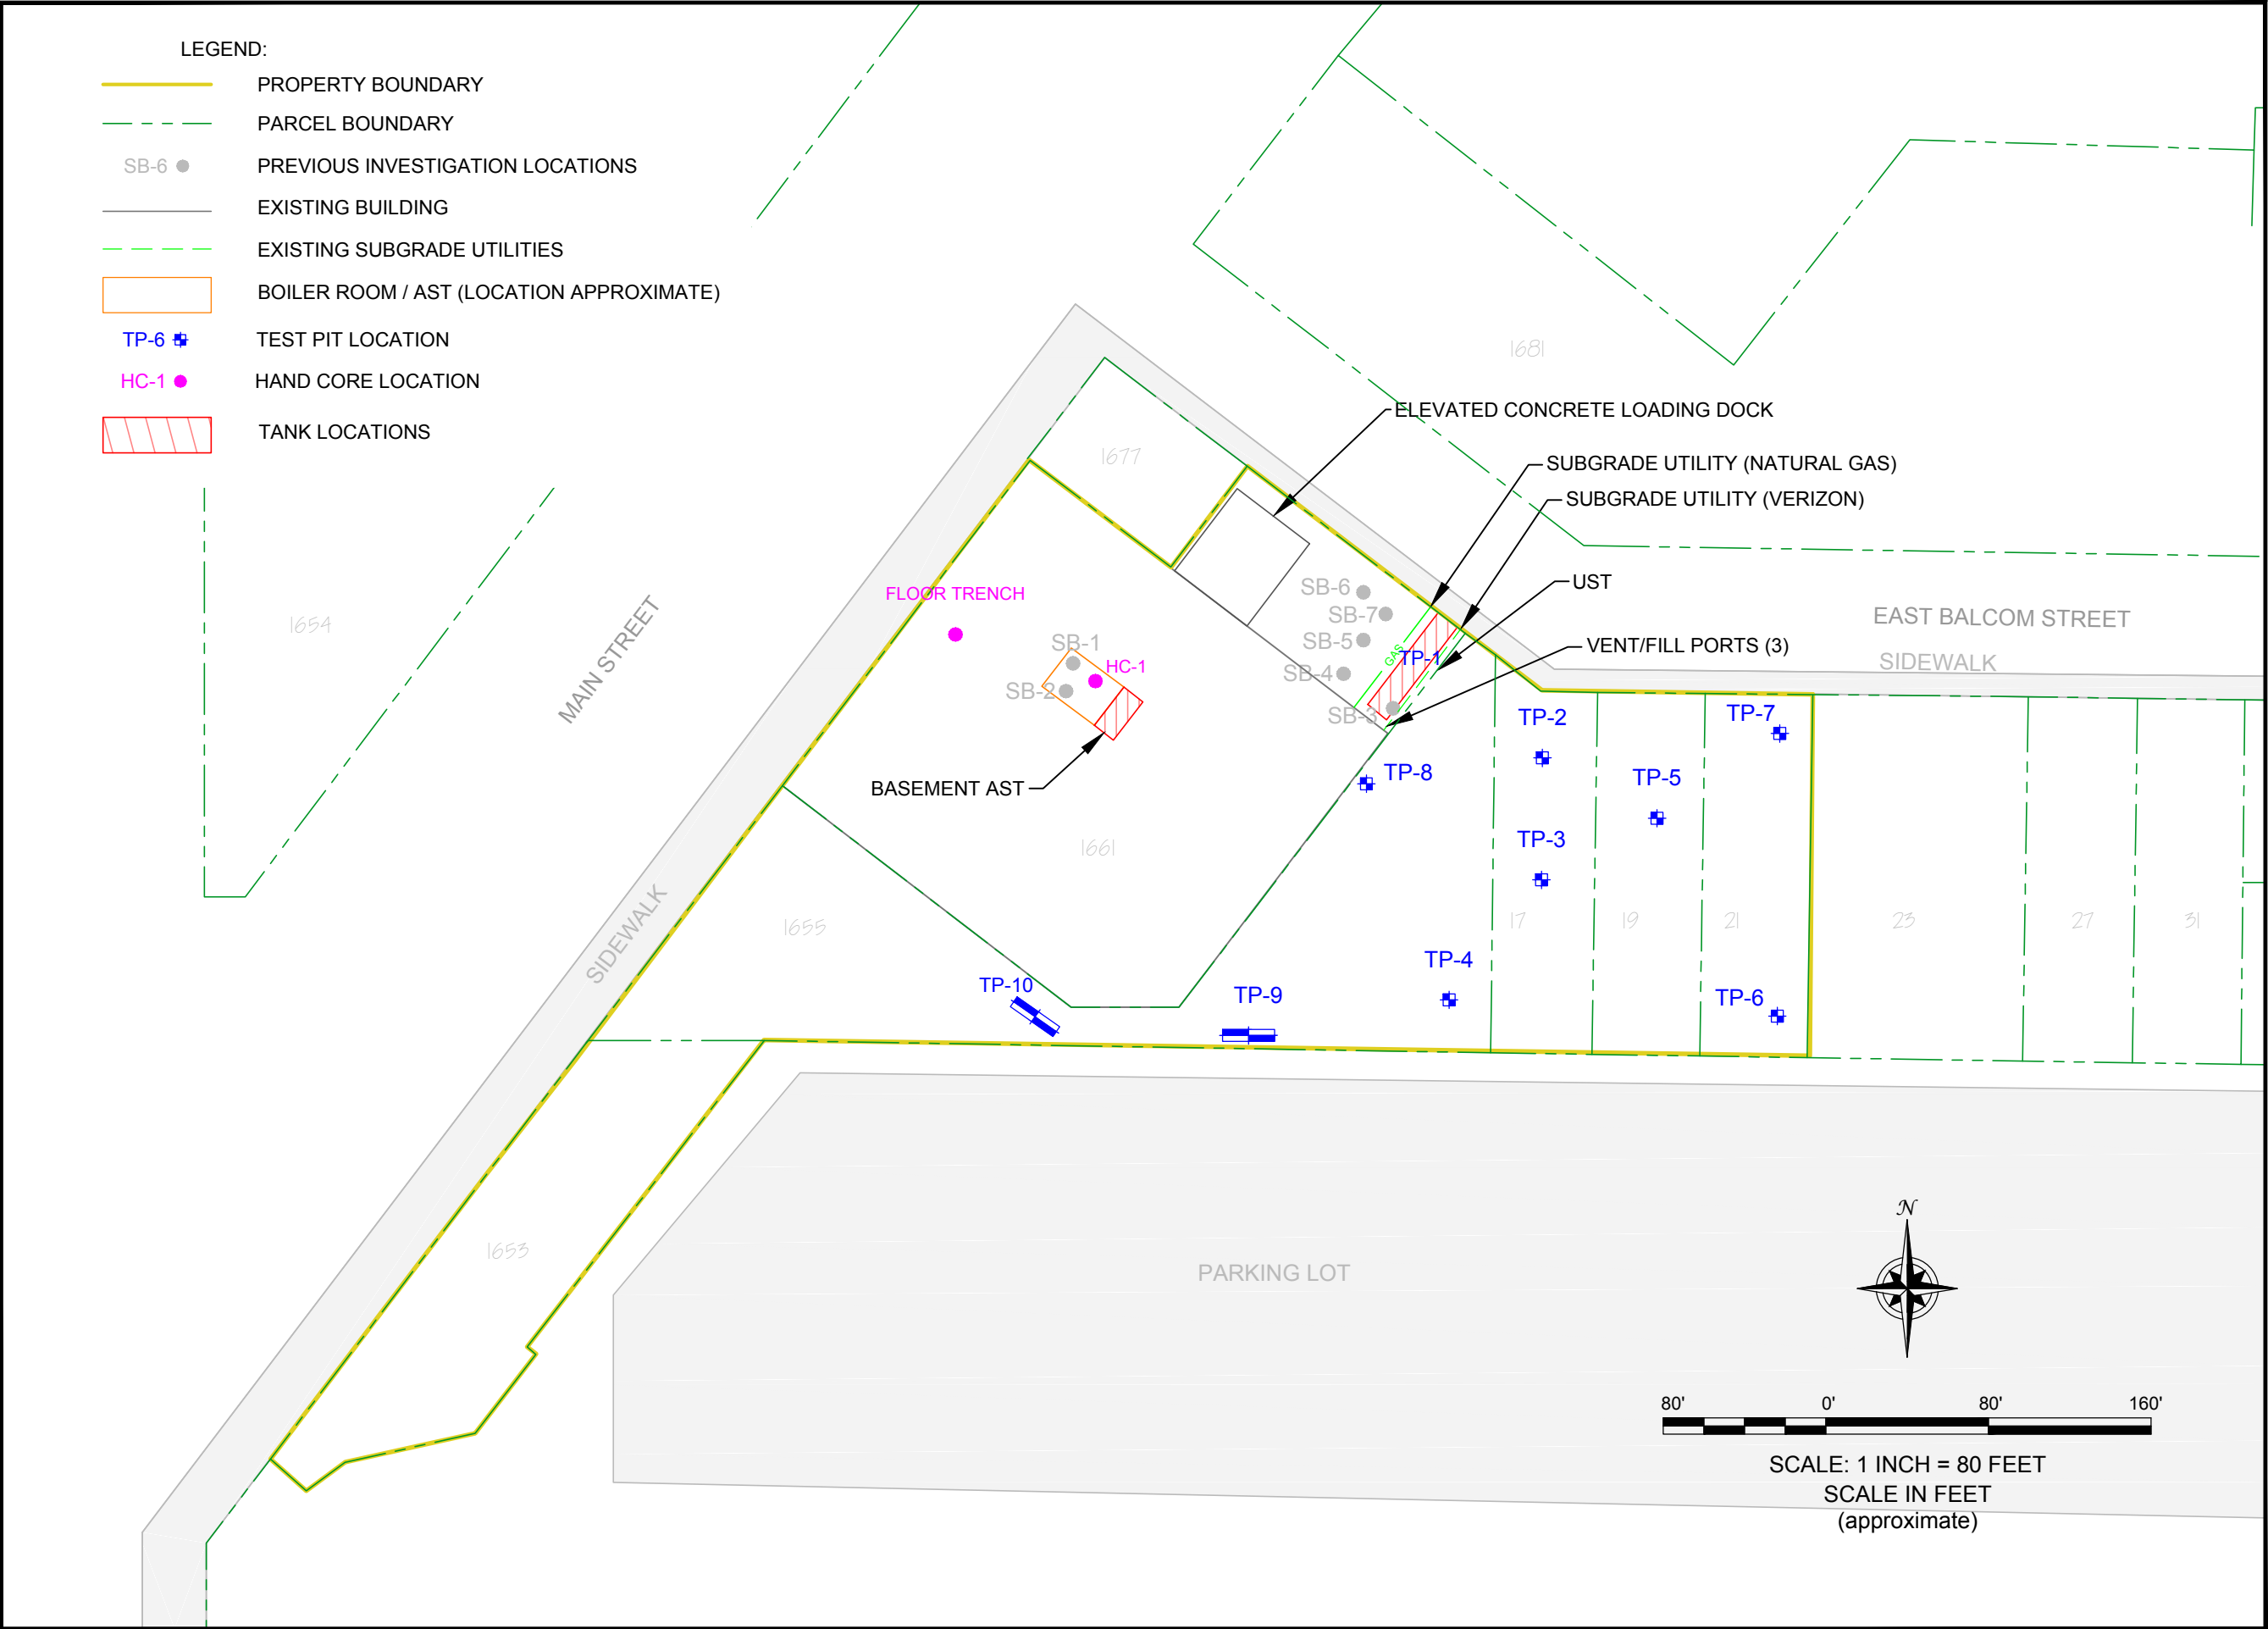 LEGEND:
PROPERTY BOUNDARY
PARCEL BOUNDARY
SB-6 PREVIOUS INVESTIGATION LOCATIONS
EXISTING BUILDING
EXISTING SUBGRADE UTILITIES
BOILER ROOM / AST (LOCATION APPROXIMATE)
TP-6 TEST PIT LOCATION
HC-1 HAND CORE LOCATION
TANK LOCATIONS
1681
ELEVATED CONCRETE LOADING DOCK
1677
SUBGRADE UTILITY (NATURAL GAS)
SUBGRADE UTILITY (VERIZON)
UST
FLOOR TRENCH
SB-6
SB-7
SB-5
SB-4
SB-3
GAS
TP-1
EAST BALCOM STREET
SIDEWALK
VENT/FILL PORTS (3)
1654
MAIN STREET
SB-1
HC-1
SB-2
BASEMENT AST
TP-2
TP-7
TP-8
TP-5
TP-3
1661
1655
17
19
21
23
27
31
SIDEWALK
TP-4
TP-10
TP-9
TP-6
1653
PARKING LOT
N
80' 0' 80' 160'
SCALE: 1 INCH = 80 FEET
SCALE IN FEET
(approximate)